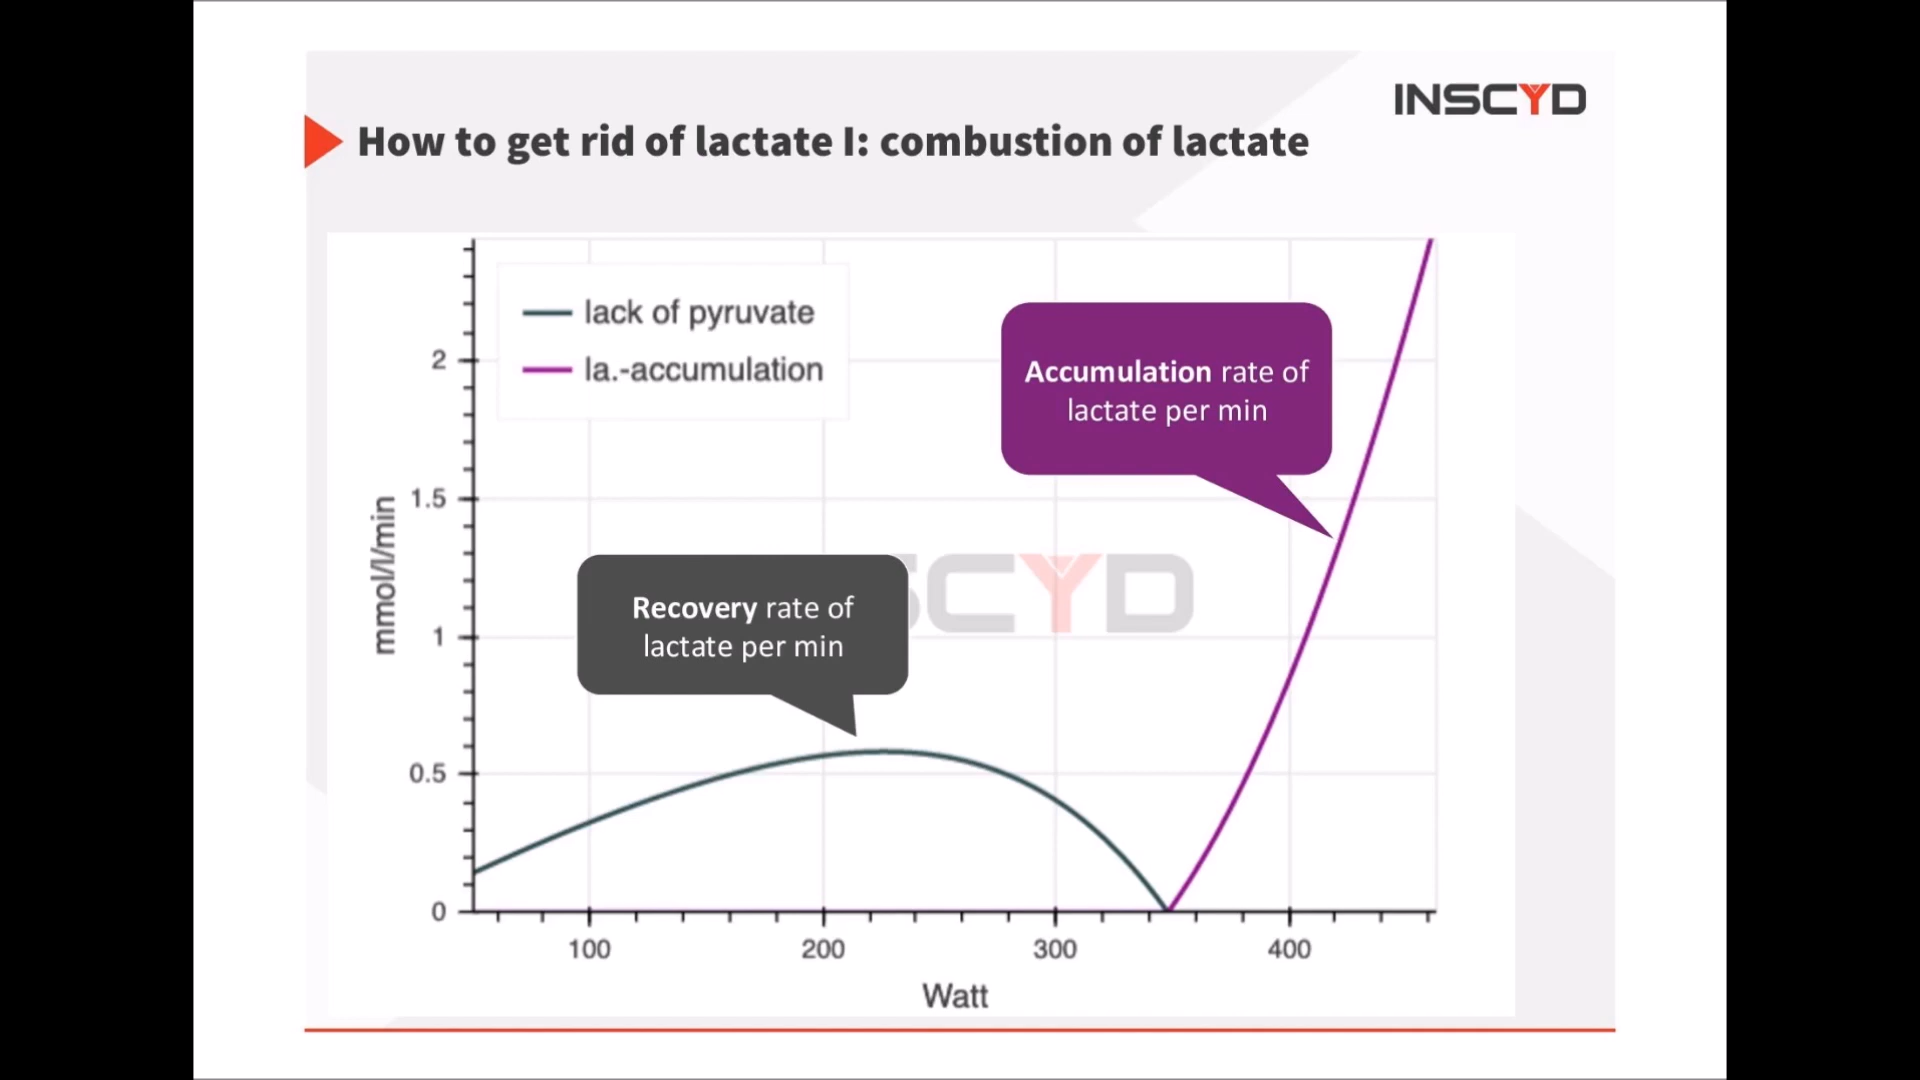 INSCYD
How to get rid of lactate I: combustion of lactate
lack of pyruvate
la.-accumulation
Accumulation rate of
lactate per min
Recovery rate of
lactate per min
SCYD
mmol/l/min
2
1.5
1
0.5
0
100
200
300
400
Watt